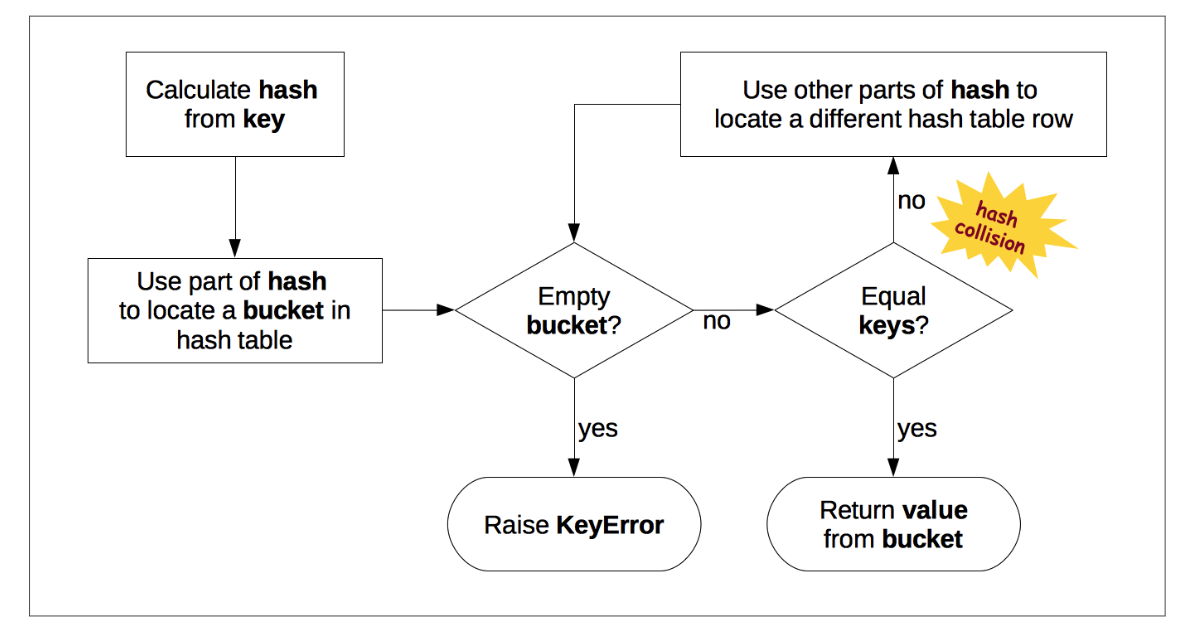 Calculate hash
from key
Use part of hash
to locate a bucket in
hash table
Empty
bucket?
no
Equal
keys?
no
hash
collision
Use other parts of hash to
locate a different hash table row
yes
Raise KeyError
yes
Return value
from bucket